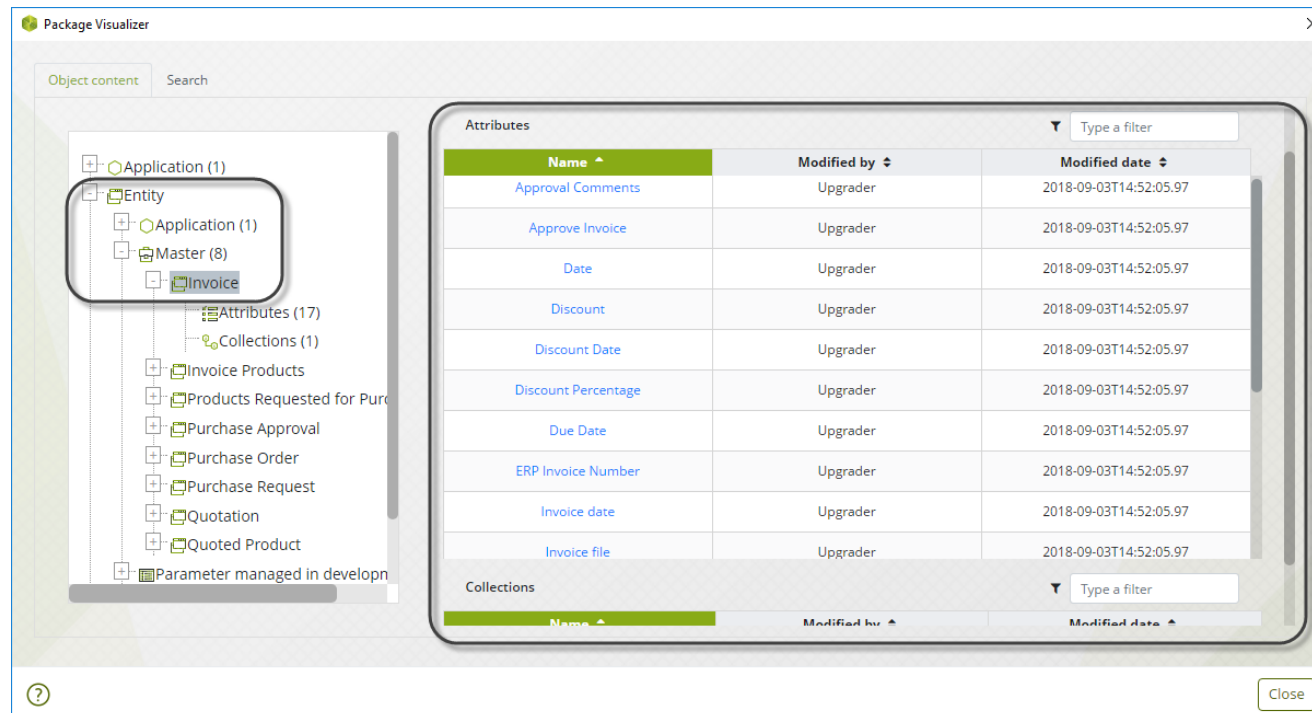 Package Visualizer
Object content Search
Application (1)
Entity
Application (1)
Master (8)
Invoice
Attributes (17)
Collections (1)
Invoice Products
Products Requested for Purc
Purchase Approval
Purchase Order
Purchase Request
Quotation
Quoted Product
Parameter managed in developm
Attributes Type a filter
Name Modified by Modified date
Approval Comments Upgrader 2018-09-03T14:52:05.97
Approve Invoice Upgrader 2018-09-03T14:52:05.97
Date Upgrader 2018-09-03T14:52:05.97
Discount Upgrader 2018-09-03T14:52:05.97
Discount Date Upgrader 2018-09-03T14:52:05.97
Discount Percentage Upgrader 2018-09-03T14:52:05.97
Due Date Upgrader 2018-09-03T14:52:05.97
ERP Invoice Number Upgrader 2018-09-03T14:52:05.97
Invoice date Upgrader 2018-09-03T14:52:05.97
Invoice file Upgrader 2018-09-03T14:52:05.97
Collections Type a filter
Name Modified by Modified date
? Close